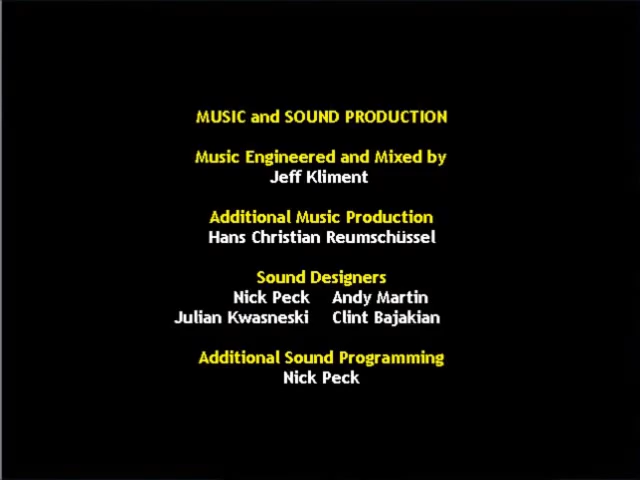 MUSIC and SOUND PRODUCTION
Music Engineered and Mixed by
Jeff Kliment
Additional Music Production
Hans Christian Reumschüssel
Sound Designers
Nick Peck Andy Martin
Julian Kwasneski Clint Bajakian
Additional Sound Programming
Nick Peck